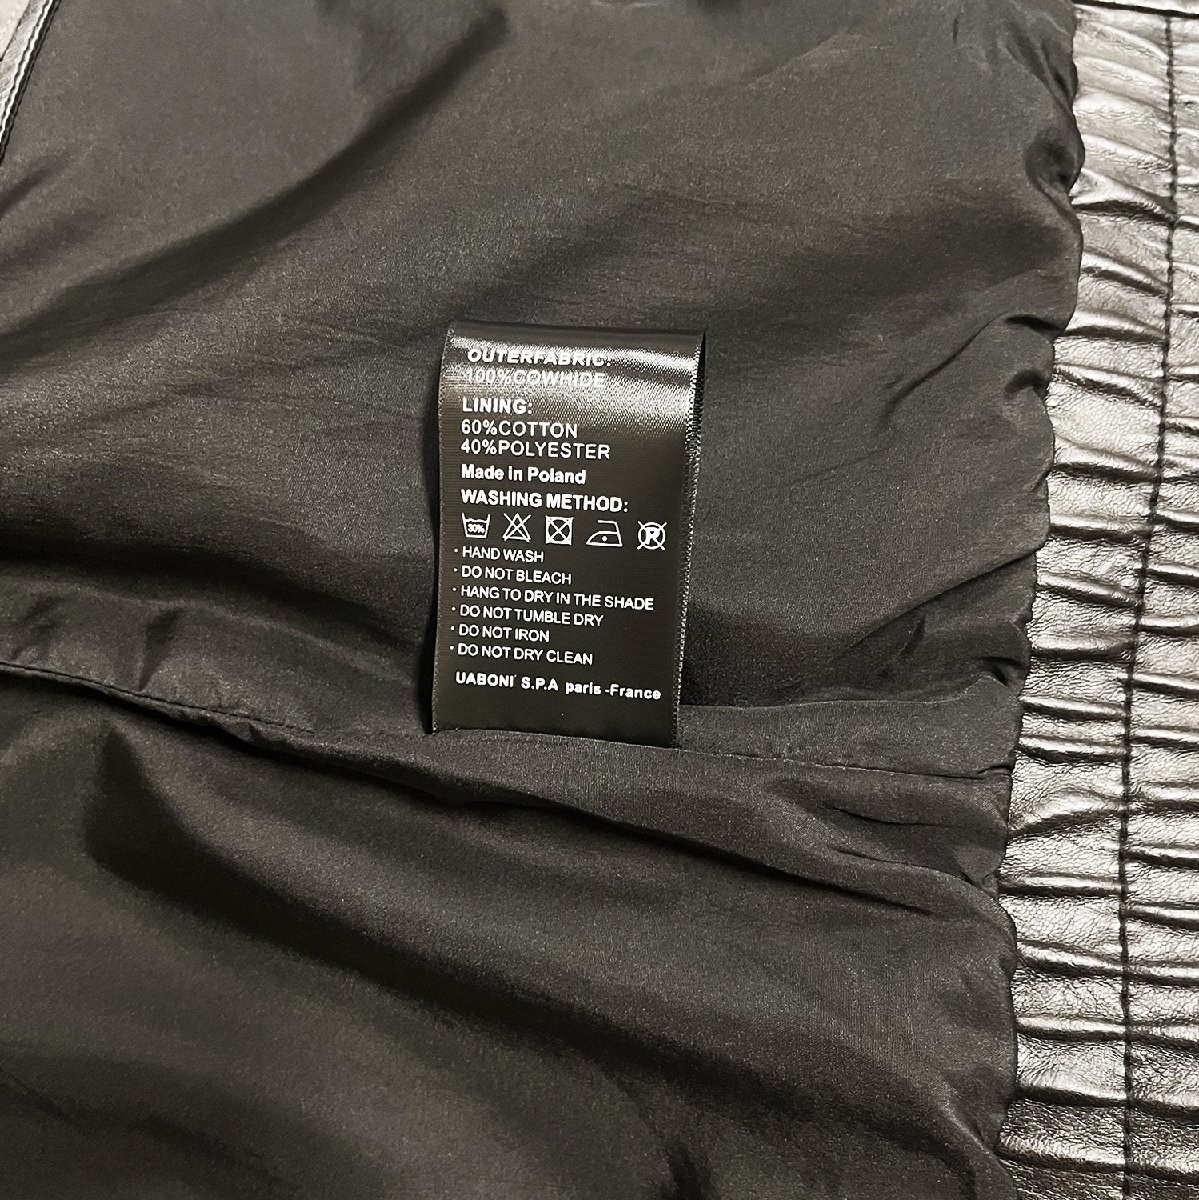 OUTERFABRIC:
100%COWHIDE
LINING:
60%COTTON
40%POLYESTER
Made in Poland
WASHING METHOD:
30% R
· HAND WASH
· DO NOT BLEACH
· HANG TO DRY IN THE SHADE
· DO NOT TUMBLE DRY
· DO NOT IRON
· DO NOT DRY CLEAN
UABONI' S.P.A paris -France